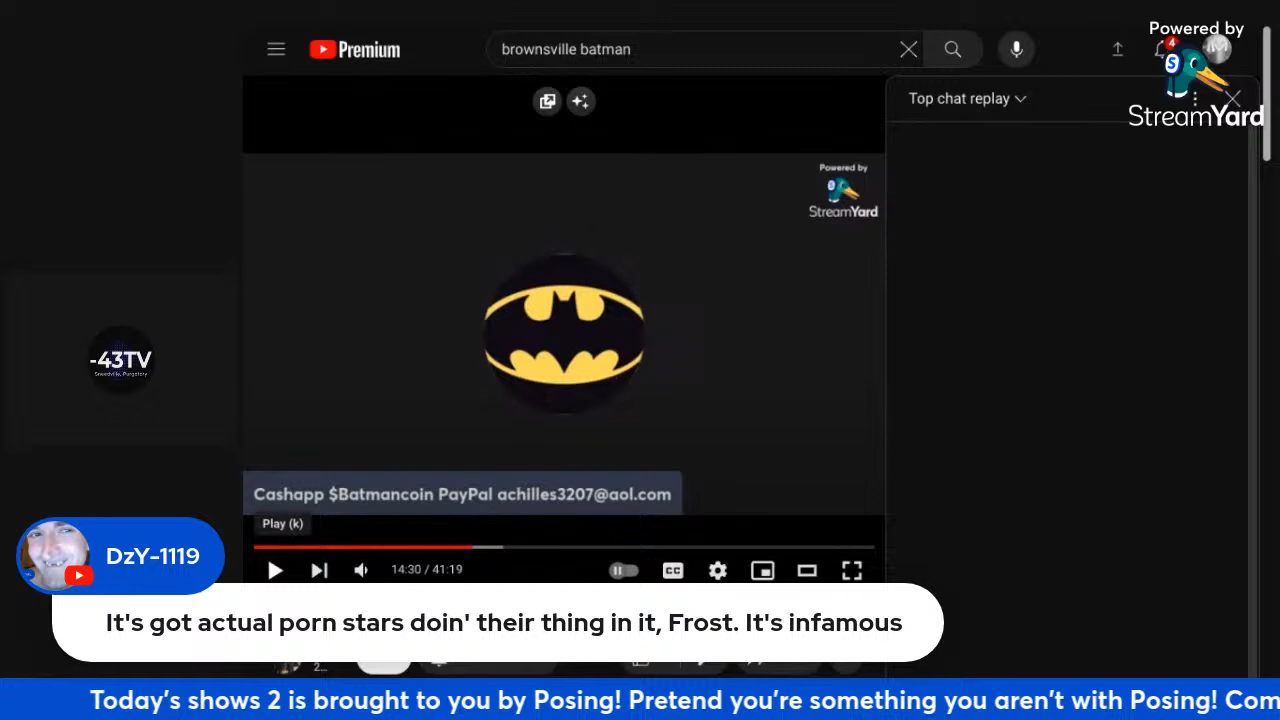 Powered by
StreamYard
Premium
brownsville batman
4
Top chat replay
Powered by
StreamYard
-43TV
Cashapp $Batmancoin PayPal achilles3207@aol.com
Play (k)
14:30 / 41:19
CC
DzY-1119
It's got actual porn stars doin' their thing in it, Frost. It's infamous
2...
Today's shows 2 is brought to you by Posing! Pretend you're something you aren't with Posing! Com